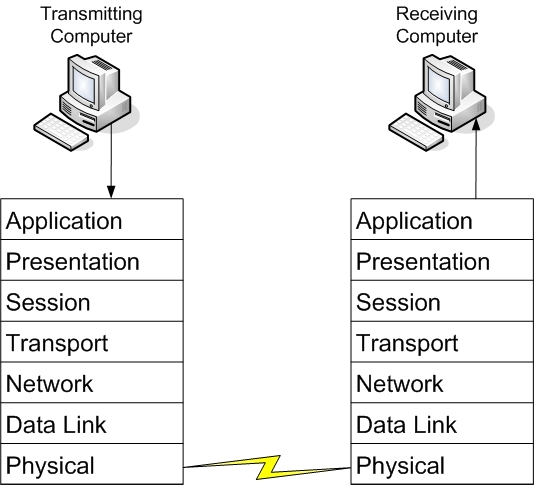 Transmitting
Computer
Receiving
Computer
Application
Presentation
Session
Transport
Network
Data Link
Physical
Application
Presentation
Session
Transport
Network
Data Link
Physical